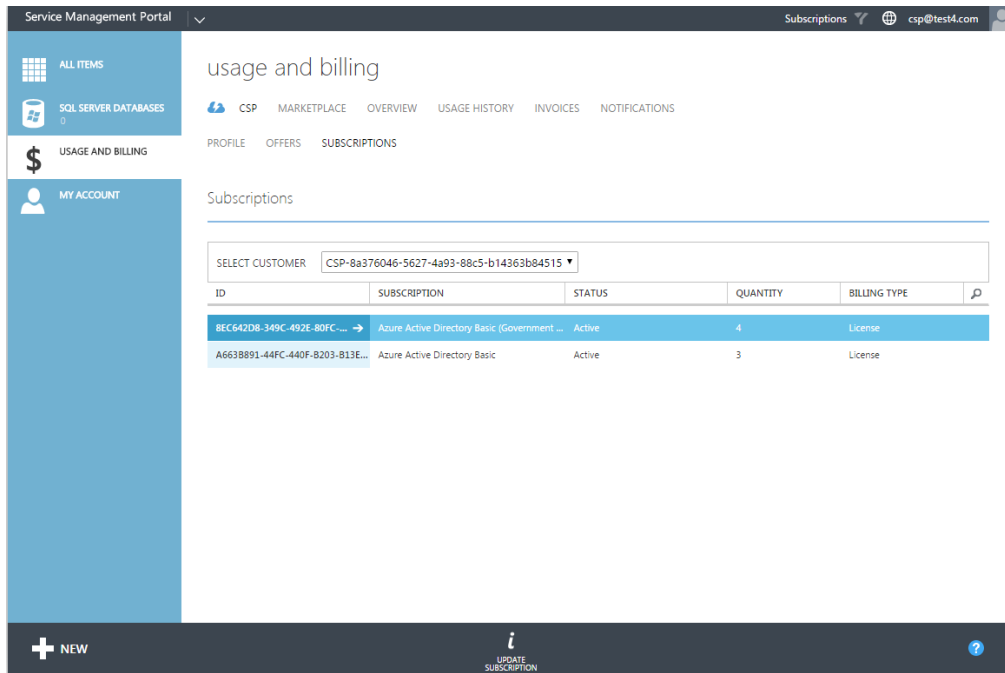 Service Management Portal
Subscriptions csp@test4.com
ALL ITEMS
SQL SERVER DATABASES
0
USAGE AND BILLING
MY ACCOUNT
usage and billing
CSP MARKETPLACE OVERVIEW USAGE HISTORY INVOICES NOTIFICATIONS
PROFILE OFFERS SUBSCRIPTIONS
Subscriptions
SELECT CUSTOMER CSP-8a376046-5627-4a93-88c5-b14363b84515
ID SUBSCRIPTION STATUS QUANTITY BILLING TYPE
8EC642D8-349C-492E-80FC-... Azure Active Directory Basic (Government ... Active 4 License
A663B891-44FC-440F-B203-B13E... Azure Active Directory Basic Active 3 License
NEW
UPDATE
SUBSCRIPTION